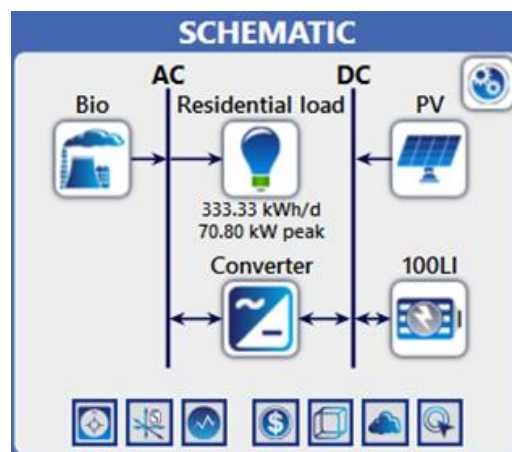 SCHEMATIC
AC DC
Bio Residential load PV
333.33 kWh/d
70.80 kW peak
Converter 100LI